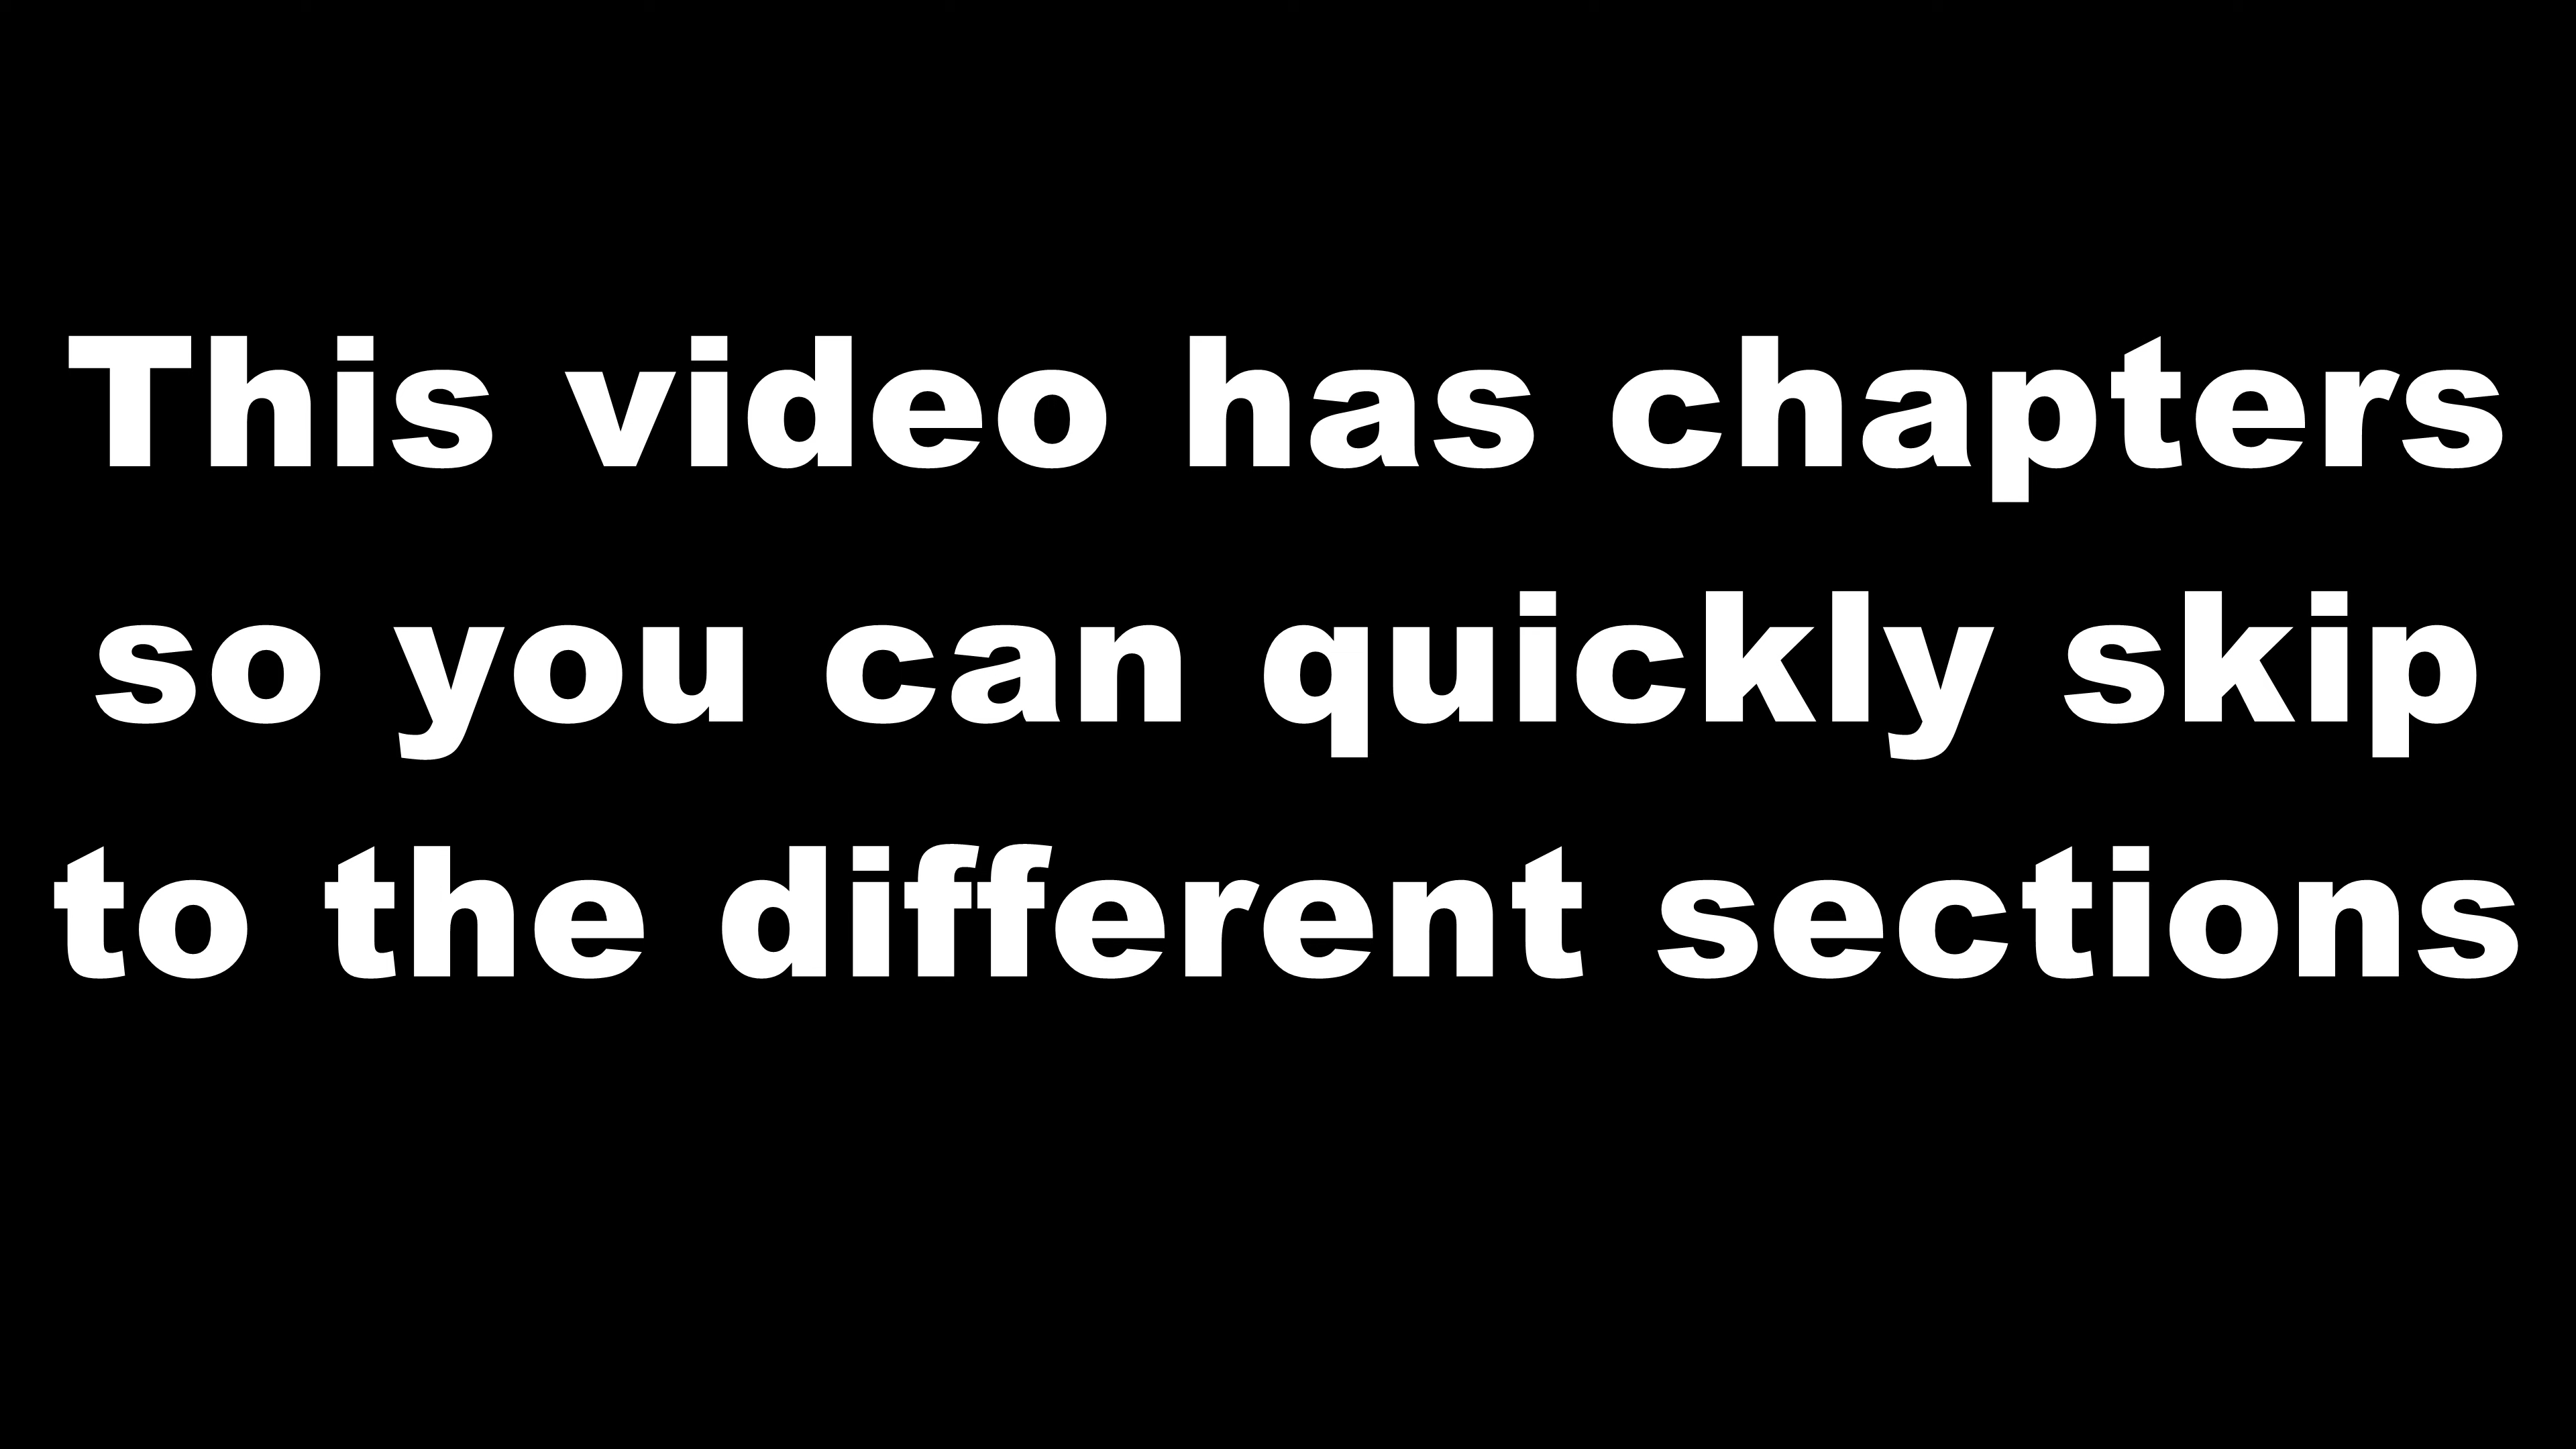 This video has chapters
so you can quickly skip
to the different sections